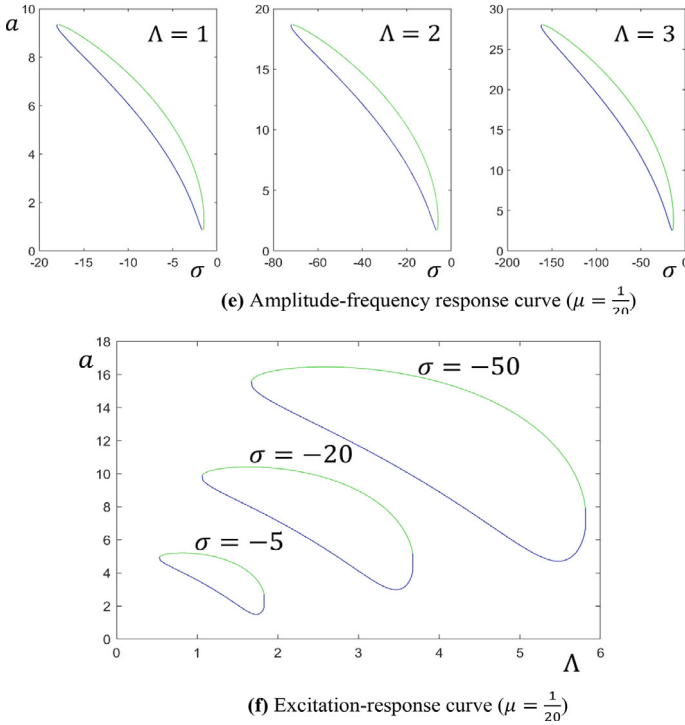 a
10
8
6
4
2
0
Λ = 1
-20 -15 -10 -5 0
σ
20
15
10
5
0
Λ = 2
-80 -60 -40 -20 0
σ
30
25
20
15
10
5
0
Λ = 3
-200 -150 -100 -50 0
σ
(e) Amplitude-frequency response curve (μ = 1/20)
a
18
16
14
12
10
8
6
4
2
0
σ = −50
σ = −20
σ = −5
0 1 2 3 4 5 6
Λ
(f) Excitation-response curve (μ = 1/20)